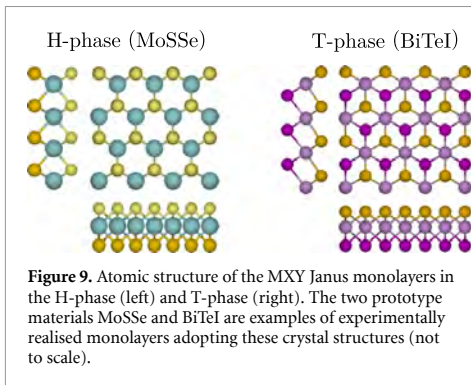 H-phase (MoSSe)
T-phase (BiTeI)
Figure 9. Atomic structure of the MXY Janus monolayers in
the H-phase (left) and T-phase (right). The two prototype
materials MoSSe and BiTeI are examples of experimentally
realised monolayers adopting these crystal structures (not
to scale).